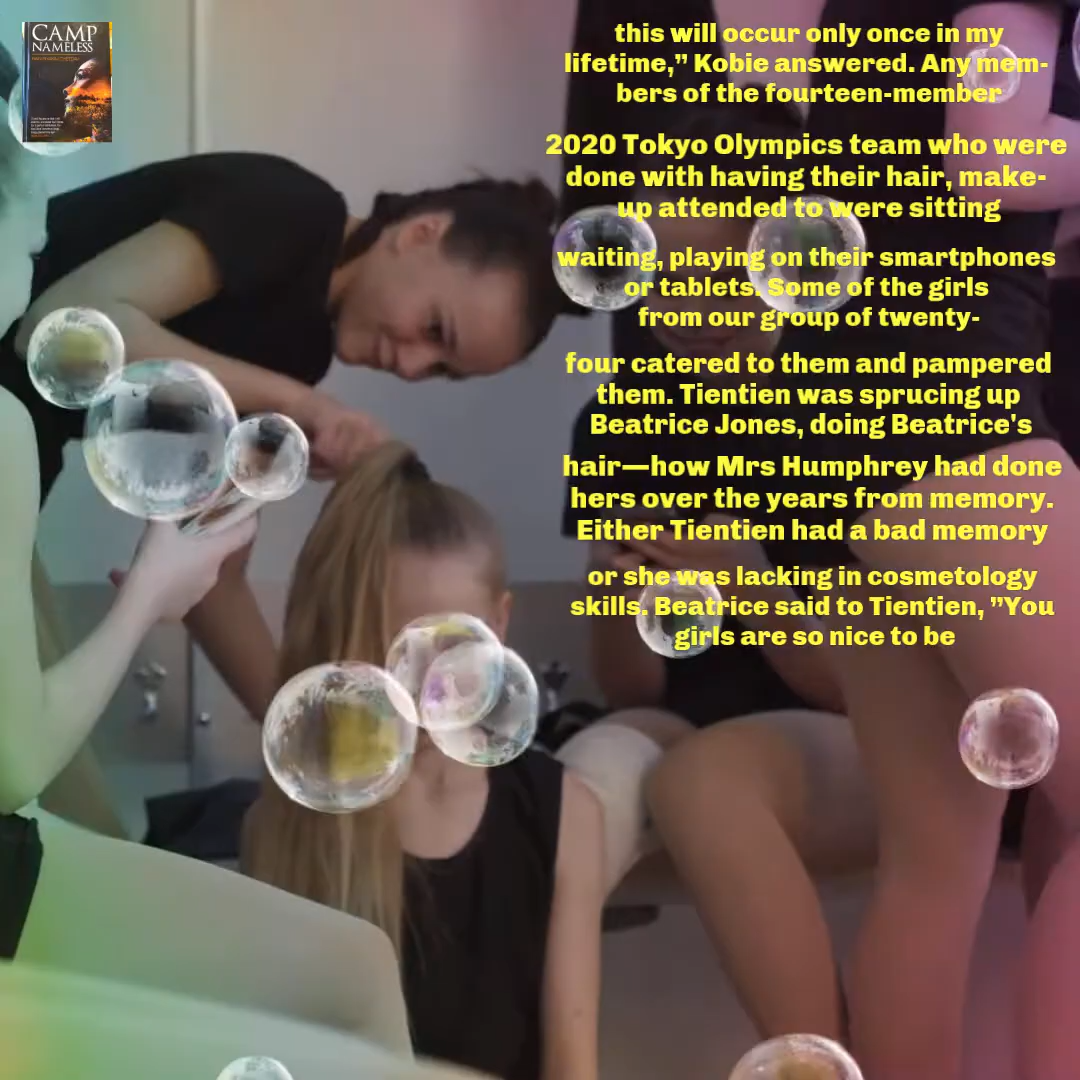 CAMP
NAMELESS
this will occur only once in my
lifetime,” Kobie answered. Any mem-
bers of the fourteen-member
2020 Tokyo Olympics team who were
done with having their hair, make-
up attended to were sitting
waiting, playing on their smartphones
or tablets. Some of the girls
from our group of twenty-
four catered to them and pampered
them. Tientien was sprucing up
Beatrice Jones, doing Beatrice's
hair—how Mrs Humphrey had done
hers over the years from memory.
Either Tientien had a bad memory
or she was lacking in cosmetology
skills. Beatrice said to Tientien, ”You
girls are so nice to be